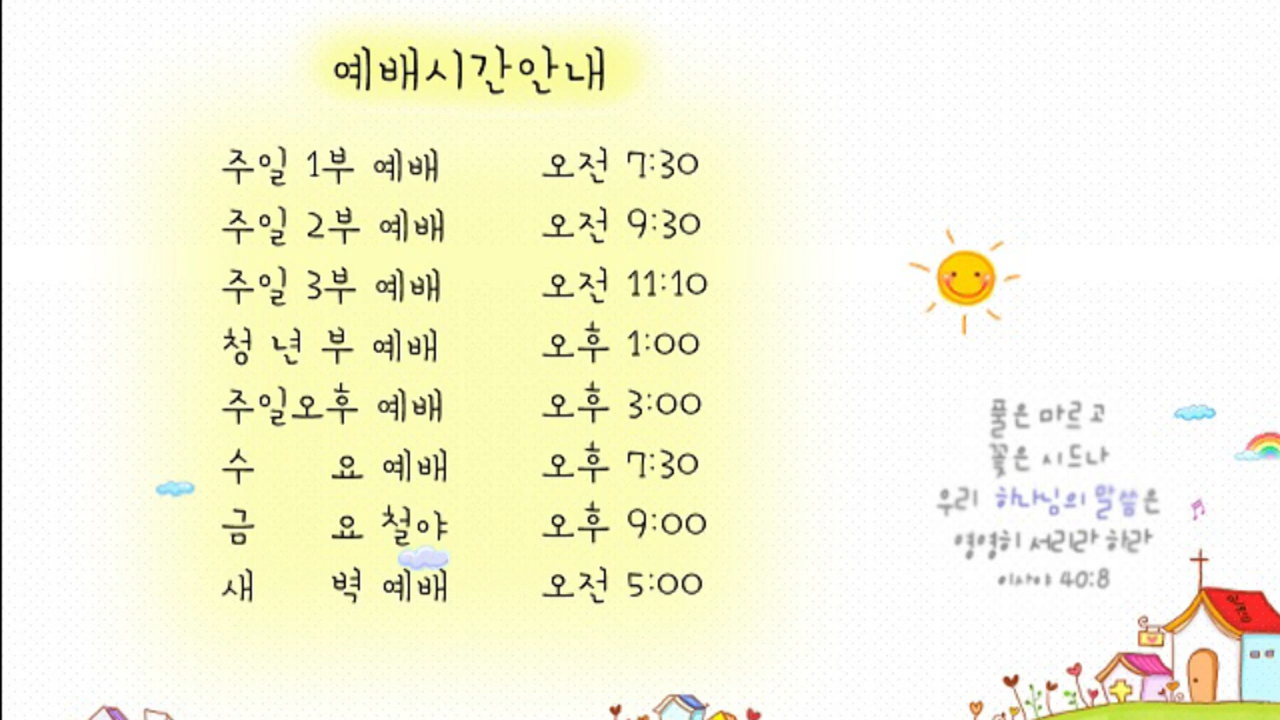 예배시간안내
주일 1부 예배 오전 7:30
주일 2부 예배 오전 9:30
주일 3부 예배 오전 11:10
청 년 부 예배 오후 1:00
주일오후 예배 오후 3:00
수 요 예배 오후 7:30
금 요 철야 오후 9:00
새 벽 예배 오전 5:00
풀은 마르고
꽃은 시드나
우리 하나님의 말씀은
영영히 서리라 하라
이사야 40:8